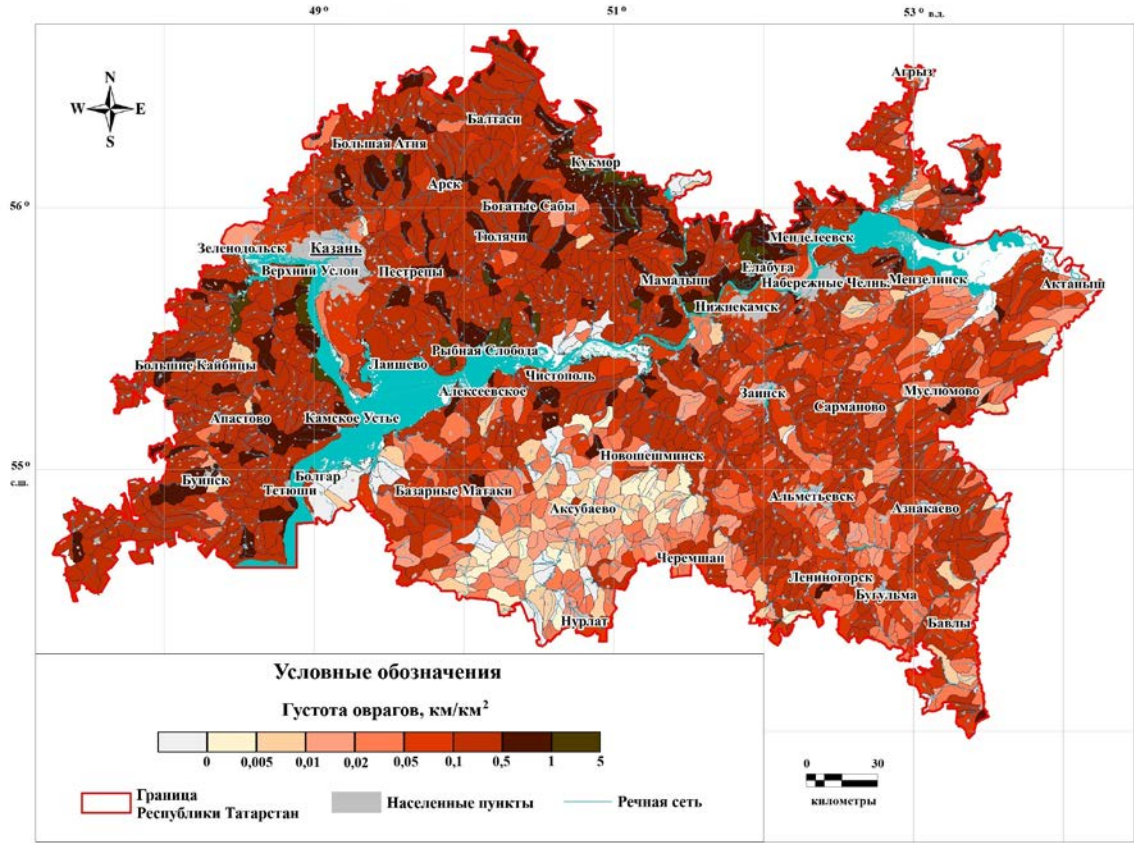 49°
51°
53° в.д.
N
W E
S
Агрыз
Балтаси
Большая Атня
Кукмор
Арск
56°
Богатые Сабы
Тюлячи
Менделеевск
Зеленодольск
Казань
Верхний Услон
Пестрецы
Елабуга
Мамадыш
Набережные Челны
Мензелинск
Актаныш
Нижнекамск
Рыбная Слобода
Большие Кайбицы
Лаишево
Чистополь
Алексеевское
Заинск
Муслюмово
Сарманово
Апастово
Камское Устье
Новошешминск
55°
с.ш.
Буинск
Болгар
Тетюши
Базарные Матаки
Альметьевск
Аксубаево
Азнакаево
Черемшан
Лениногорск
Бугульма
Нурлат
Бавлы
Условные обозначения
Густота оврагов, км/км²
0 0,005 0,01 0,02 0,05 0,1 0,5 1 5
Граница
Республики Татарстан
Населенные пункты
Речная сеть
0 30
километры